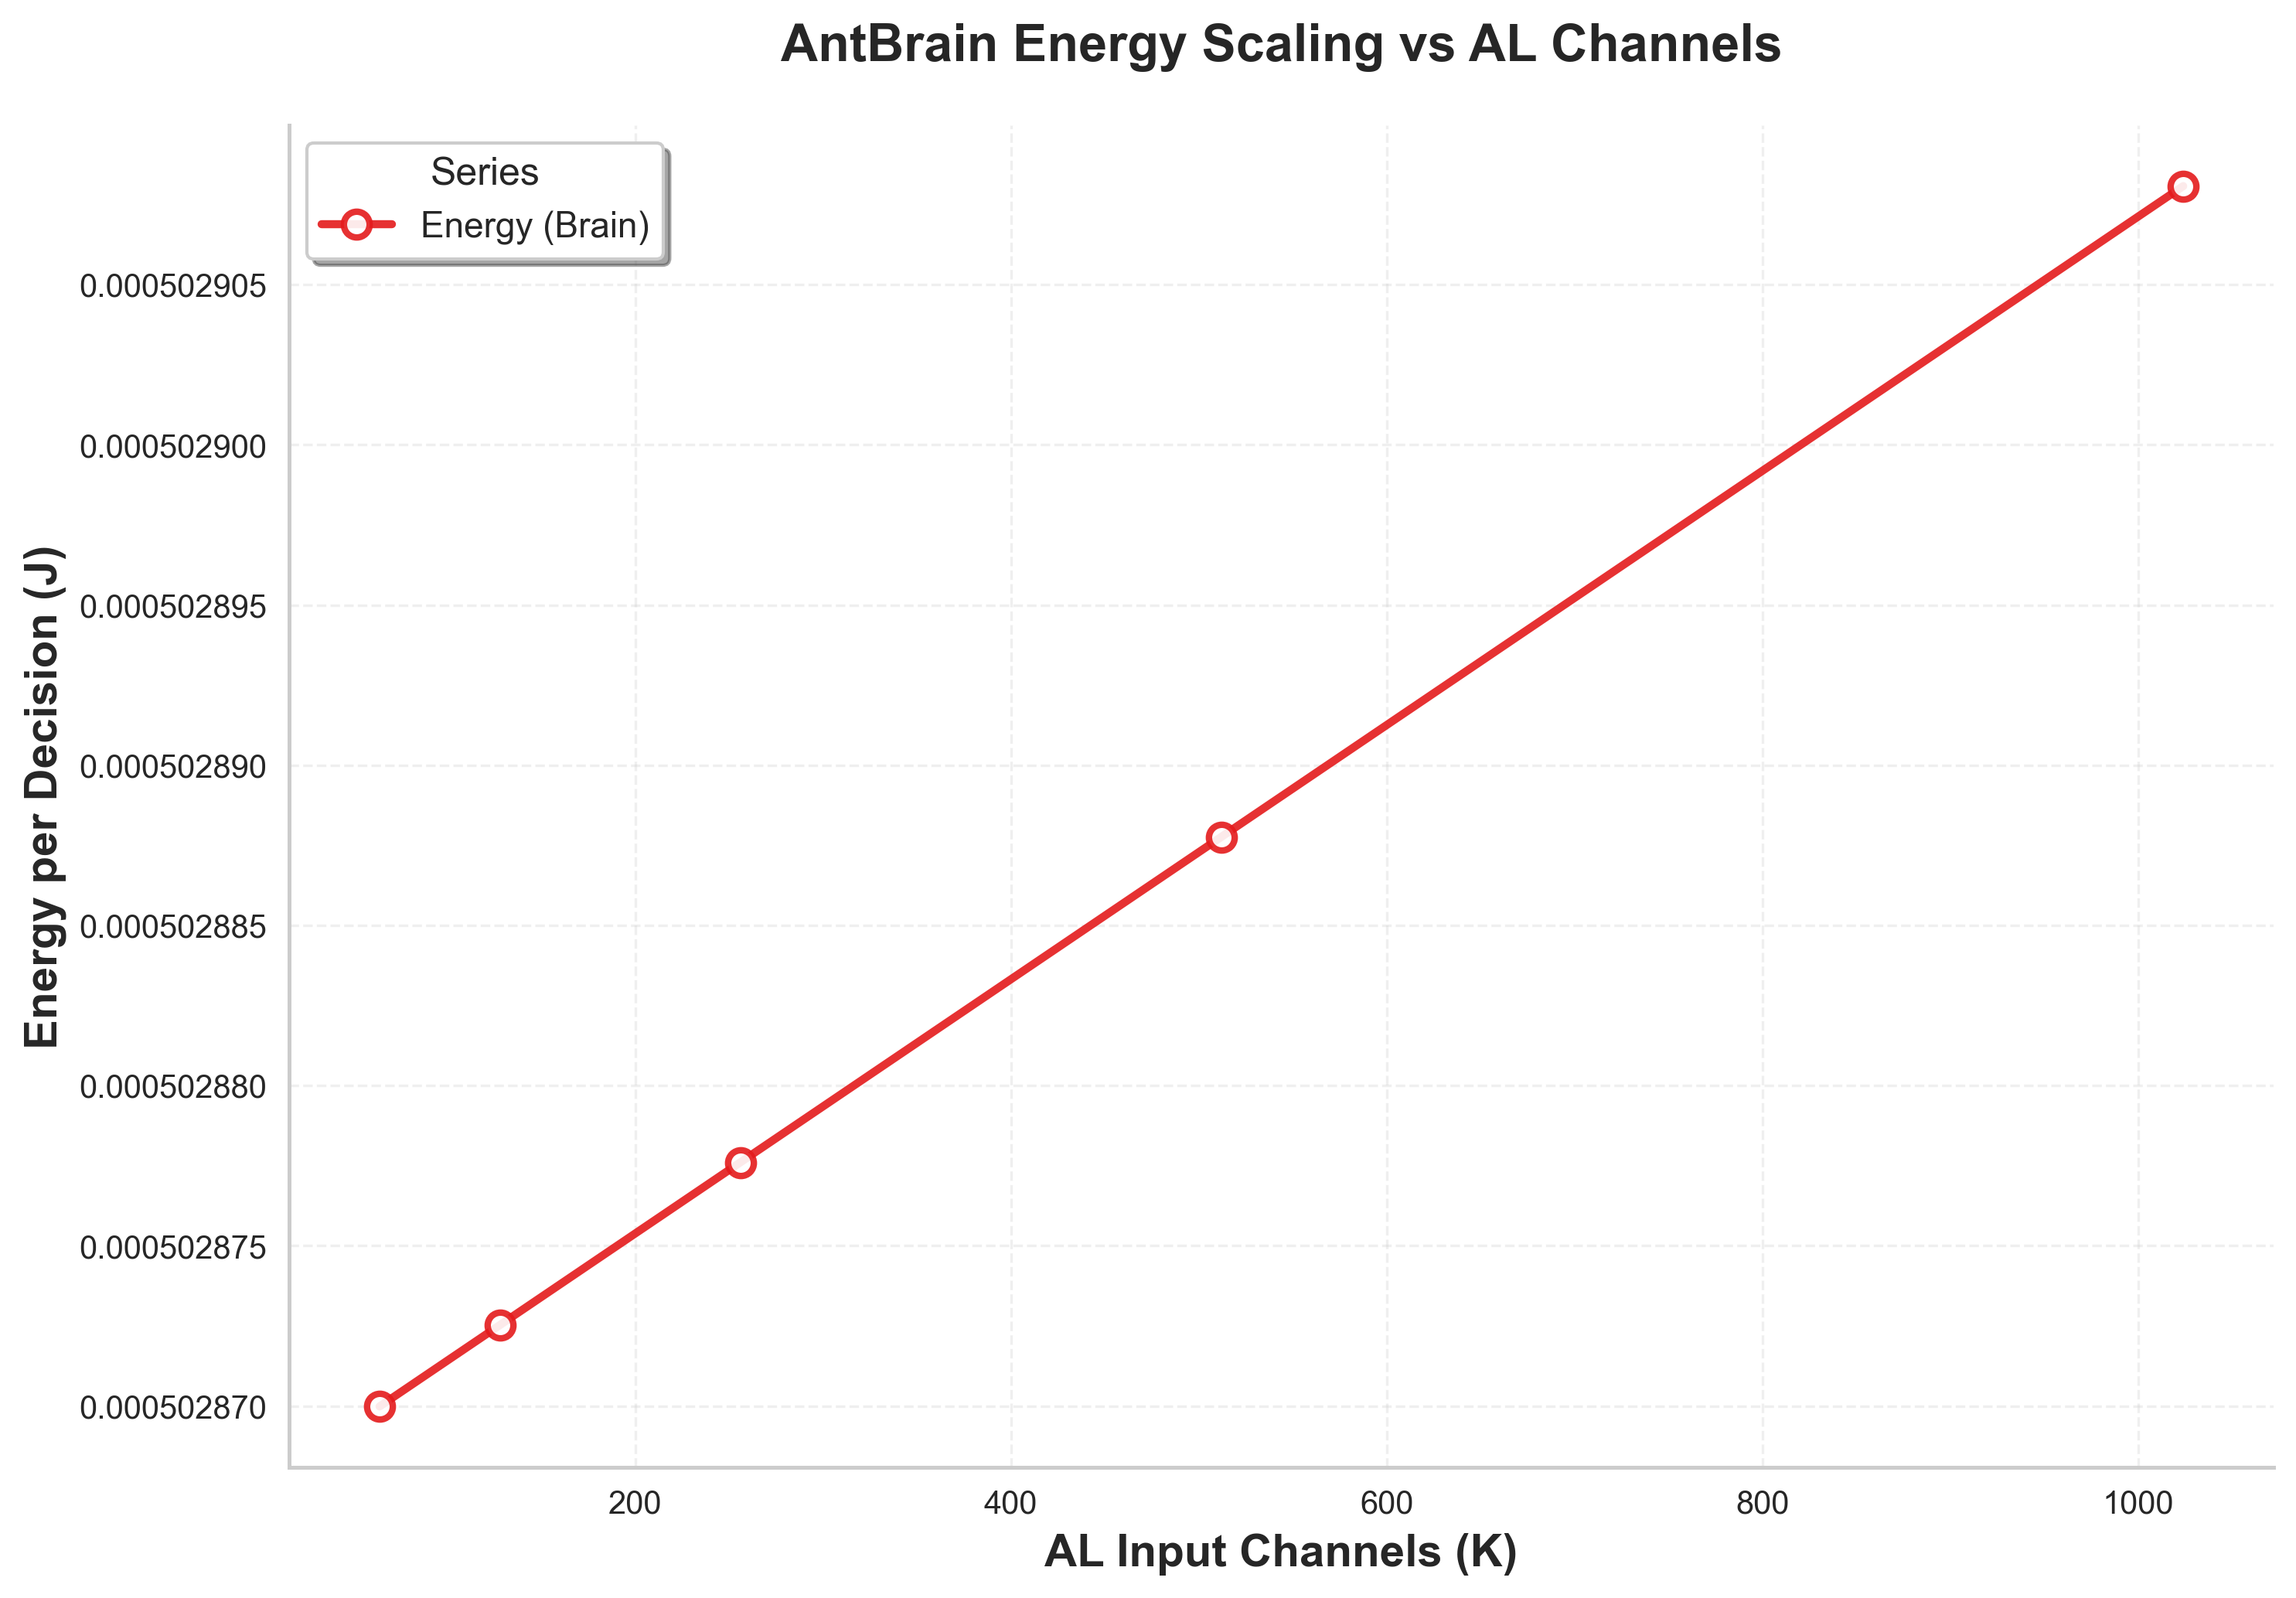 AntBrain Energy Scaling vs AL Channels
Series
Energy (Brain)
Energy per Decision (J)
0.000502905
0.000502900
0.000502895
0.000502890
0.000502885
0.000502880
0.000502875
0.000502870
200 400 600 800 1000
AL Input Channels (K)